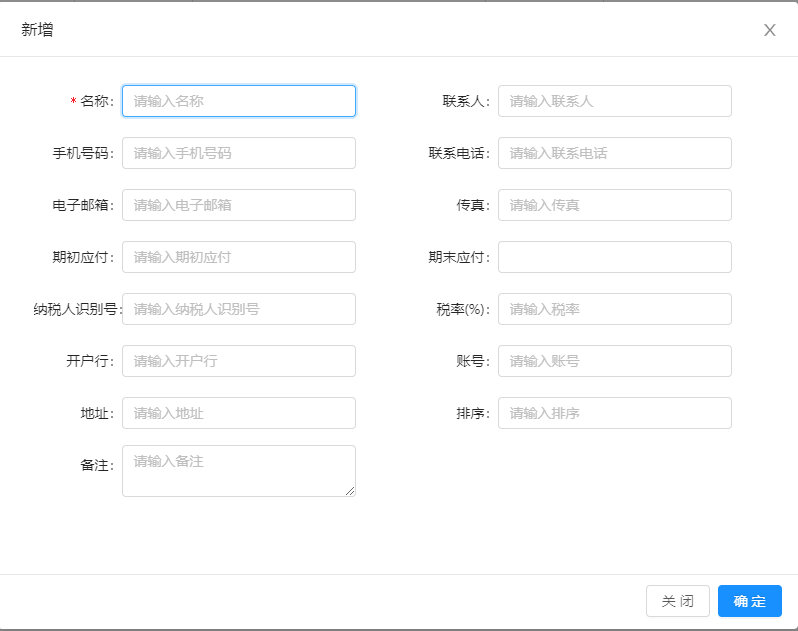 新增
* 名称: 请输入名称 联系人: 请输入联系人
手机号码: 请输入手机号码 联系电话: 请输入联系电话
电子邮箱: 请输入电子邮箱 传真: 请输入传真
期初应付: 请输入期初应付 期末应付:
纳税人识别号: 请输入纳税人识别号 税率(%): 请输入税率
开户行: 请输入开户行 账号: 请输入账号
地址: 请输入地址 排序: 请输入排序
备注: 请输入备注
关 闭 确 定